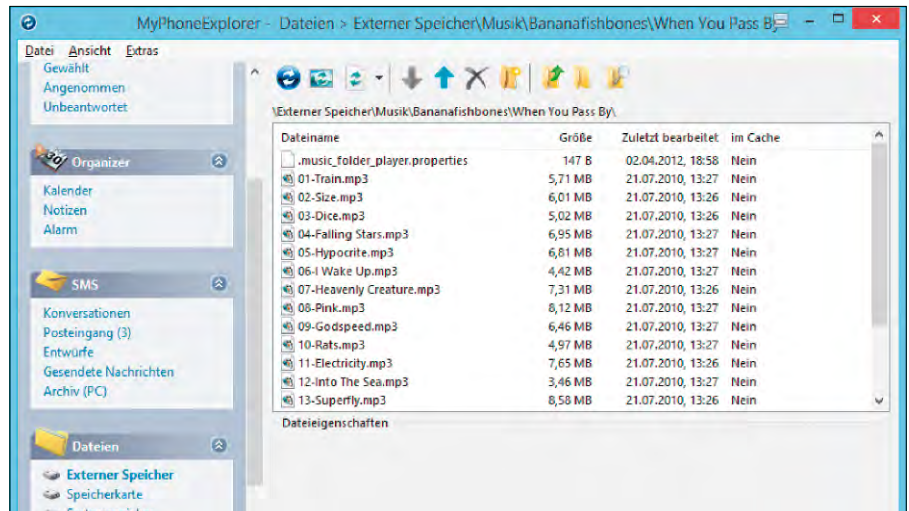 MyPhoneExplorer - Dateien > Externer Speicher\Musik\Bananafishbones\When You Pass By
Datei Ansicht Extras
Gewählt
Angenommen
Unbeantwortet
Organizer
Kalender
Notizen
Alarm
SMS
Konversationen
Posteingang (3)
Entwürfe
Gesendete Nachrichten
Archiv (PC)
Dateien
Externer Speicher
Speicherkarte
\Externer Speicher\Musik\Bananafishbones\When You Pass By\
Dateiname Größe Zuletzt bearbeitet im Cache
.music_folder_player.properties 147 B 02.04.2012, 18:58 Nein
01-Train.mp3 5,71 MB 21.07.2010, 13:27 Nein
02-Size.mp3 6,01 MB 21.07.2010, 13:26 Nein
03-Dice.mp3 5,02 MB 21.07.2010, 13:26 Nein
04-Falling Stars.mp3 6,95 MB 21.07.2010, 13:27 Nein
05-Hypocrite.mp3 6,81 MB 21.07.2010, 13:27 Nein
06-I Wake Up.mp3 4,42 MB 21.07.2010, 13:27 Nein
07-Heavenly Creature.mp3 7,31 MB 21.07.2010, 13:26 Nein
08-Pink.mp3 8,12 MB 21.07.2010, 13:27 Nein
09-Godspeed.mp3 6,46 MB 21.07.2010, 13:27 Nein
10-Rats.mp3 4,97 MB 21.07.2010, 13:27 Nein
11-Electricity.mp3 7,65 MB 21.07.2010, 13:26 Nein
12-Into The Sea.mp3 3,46 MB 21.07.2010, 13:27 Nein
13-Superfly.mp3 8,58 MB 21.07.2010, 13:26 Nein
Dateieigenschaften